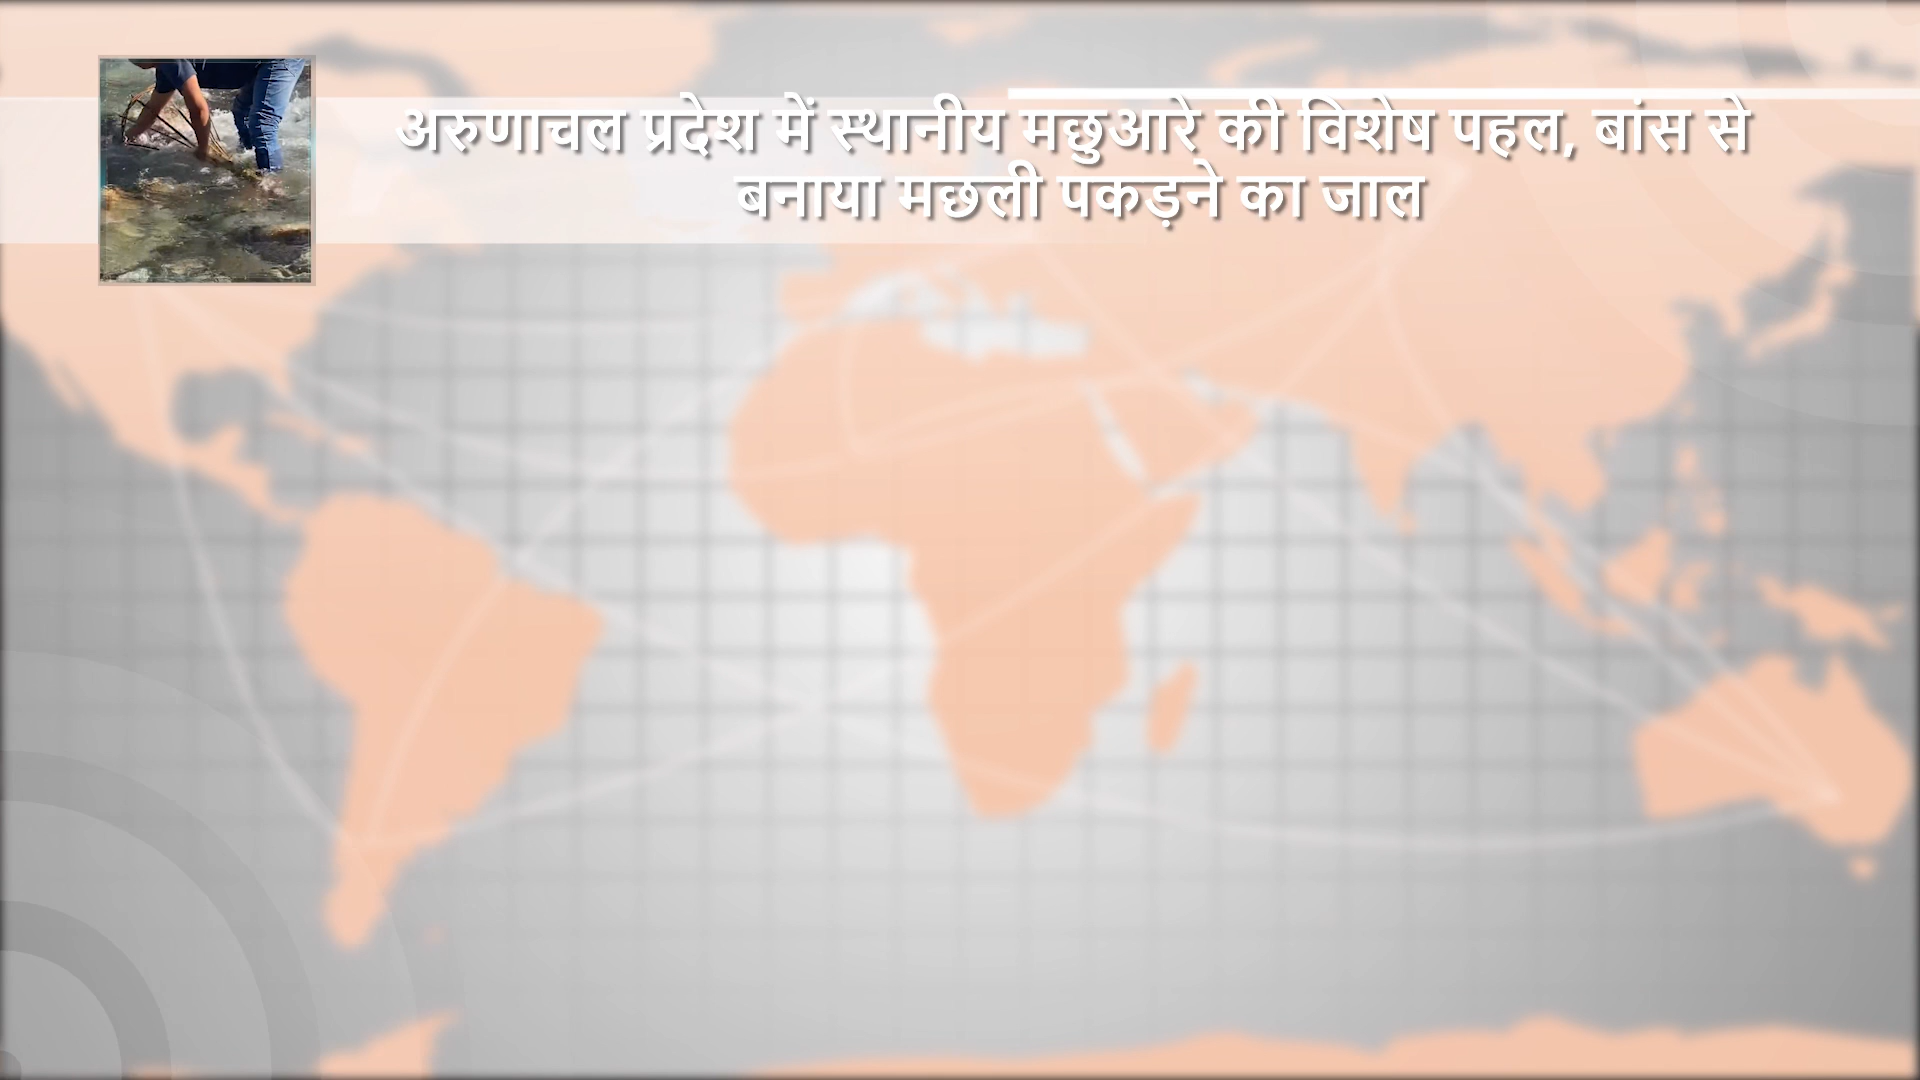 अरुणाचल प्रदेश में स्थानीय मछुआरे की विशेष पहल, बांस से
बनाया मछली पकड़ने का जाल